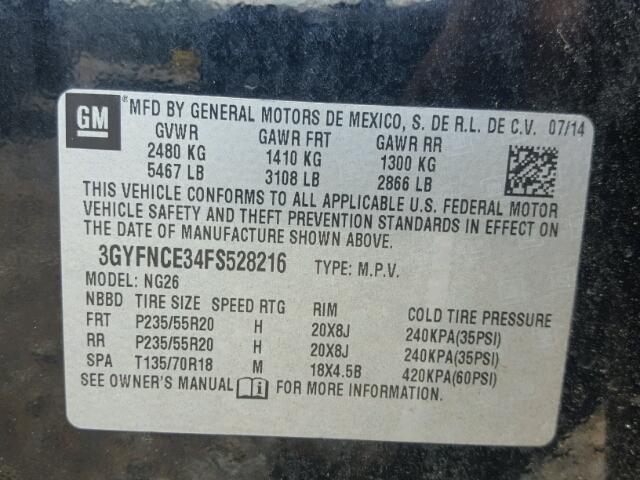 GM ®MFD BY GENERAL MOTORS DE MEXICO, S. DE R.L. DE C.V. 07/14
GVWR GAWR FRT GAWR RR
2480 KG 1410 KG 1300 KG
5467 LB 3108 LB 2866 LB
THIS VEHICLE CONFORMS TO ALL APPLICABLE U.S. FEDERAL MOTOR
VEHICLE SAFETY AND THEFT PREVENTION STANDARDS IN EFFECT ON
THE DATE OF MANUFACTURE SHOWN ABOVE.
3GYFNCE34FS528216 TYPE: M.P.V.
MODEL: NG26
NBBD TIRE SIZE SPEED RTG RIM COLD TIRE PRESSURE
FRT P235/55R20 H 20X8J 240KPA(35PSI)
RR P235/55R20 H 20X8J 240KPA(35PSI)
SPA T135/70R18 M 18X4.5B 420KPA(60PSI)
SEE OWNER'S MANUAL FOR MORE INFORMATION.